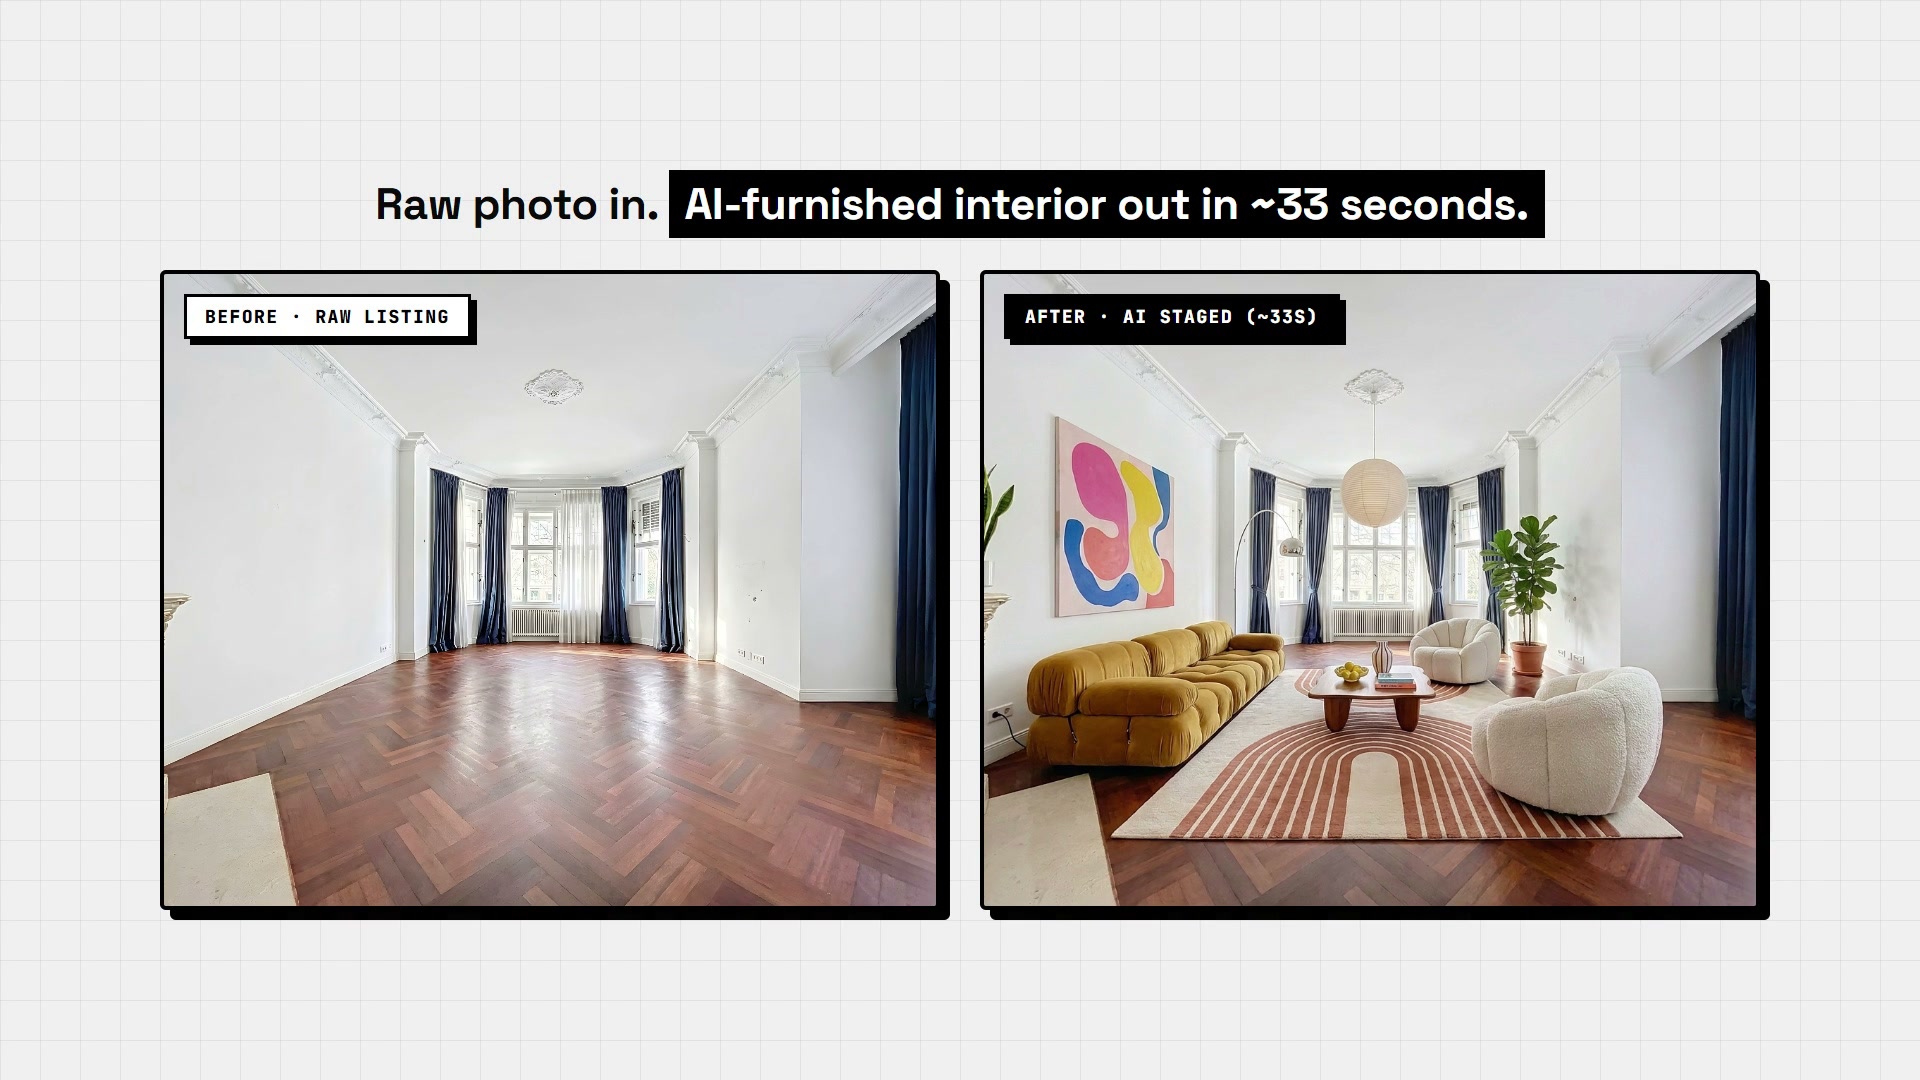 Raw photo in. AI-furnished interior out in ~33 seconds.
BEFORE · RAW LISTING
AFTER · AI STAGED (~33S)